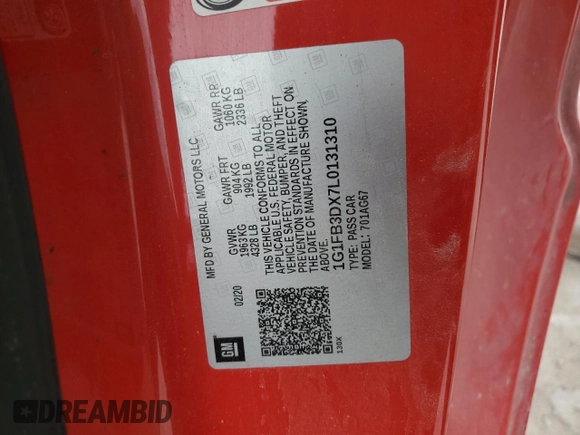 MFD BY GENERAL MOTORS LLC
02/20
GVWR
1963 KG
4328 LB
GAWR FRT
904 KG
1992 LB
GAWR RR
1060 KG
2336 LB
THIS VEHICLE CONFORMS TO ALL
APPLICABLE U.S. FEDERAL MOTOR
VEHICLE SAFETY, BUMPER, AND THEFT
PREVENTION STANDARDS IN EFFECT ON
THE DATE OF MANUFACTURE SHOWN
ABOVE.
1G1FB3DX7L0131310
TYPE: PASS CAR
MODEL: 701AG67
GM
130X
DREAMBID